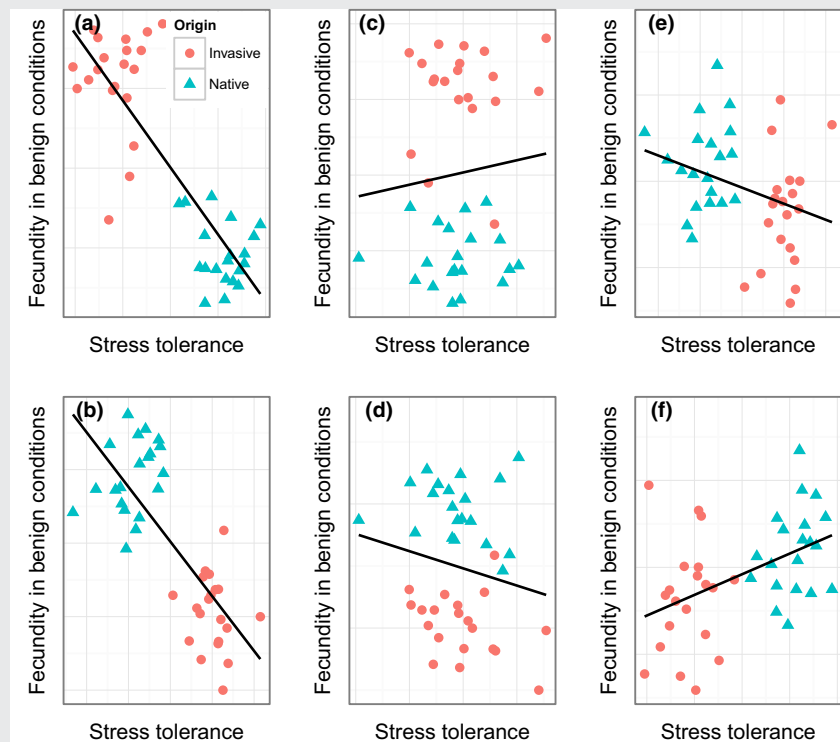 (a)
Origin
Invasive
Native
Fecundity in benign conditions
Stress tolerance
(c)
Fecundity in benign conditions
Stress tolerance
(e)
Fecundity in benign conditions
Stress tolerance
(b)
Fecundity in benign conditions
Stress tolerance
(d)
Fecundity in benign conditions
Stress tolerance
(f)
Fecundity in benign conditions
Stress tolerance